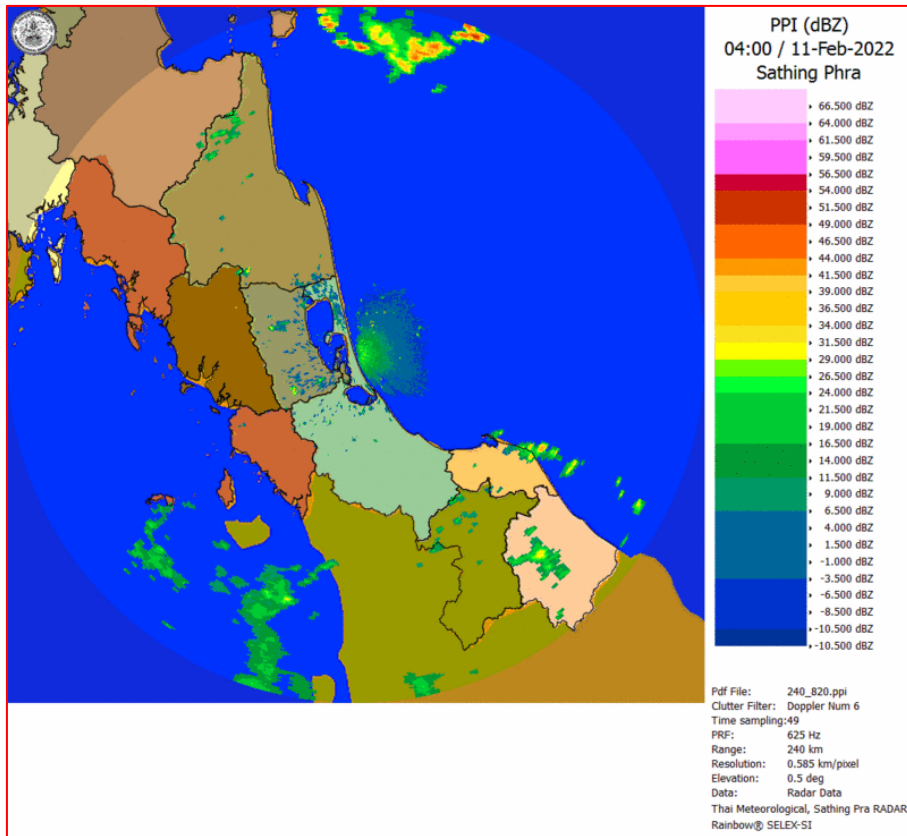 PPI (dBZ)
04:00 / 11-Feb-2022
Sathing Phra
66.500 dBZ
64.000 dBZ
61.500 dBZ
59.500 dBZ
56.500 dBZ
54.000 dBZ
51.500 dBZ
49.000 dBZ
46.500 dBZ
44.000 dBZ
41.500 dBZ
39.000 dBZ
36.500 dBZ
34.000 dBZ
31.500 dBZ
29.000 dBZ
26.500 dBZ
24.000 dBZ
21.500 dBZ
19.000 dBZ
16.500 dBZ
14.000 dBZ
11.500 dBZ
9.000 dBZ
6.500 dBZ
4.000 dBZ
1.500 dBZ
-1.000 dBZ
-3.500 dBZ
-6.500 dBZ
-8.500 dBZ
-10.500 dBZ
-10.500 dBZ
Pdf File: 240_820.ppi
Clutter Filter: Doppler Num 6
Time sampling:49
PRF: 625 Hz
Range: 240 km
Resolution: 0.585 km/pixel
Elevation: 0.5 deg
Data: Radar Data
Thai Meteorological, Sathing Pra RADAR
Rainbow® SELEX-SI